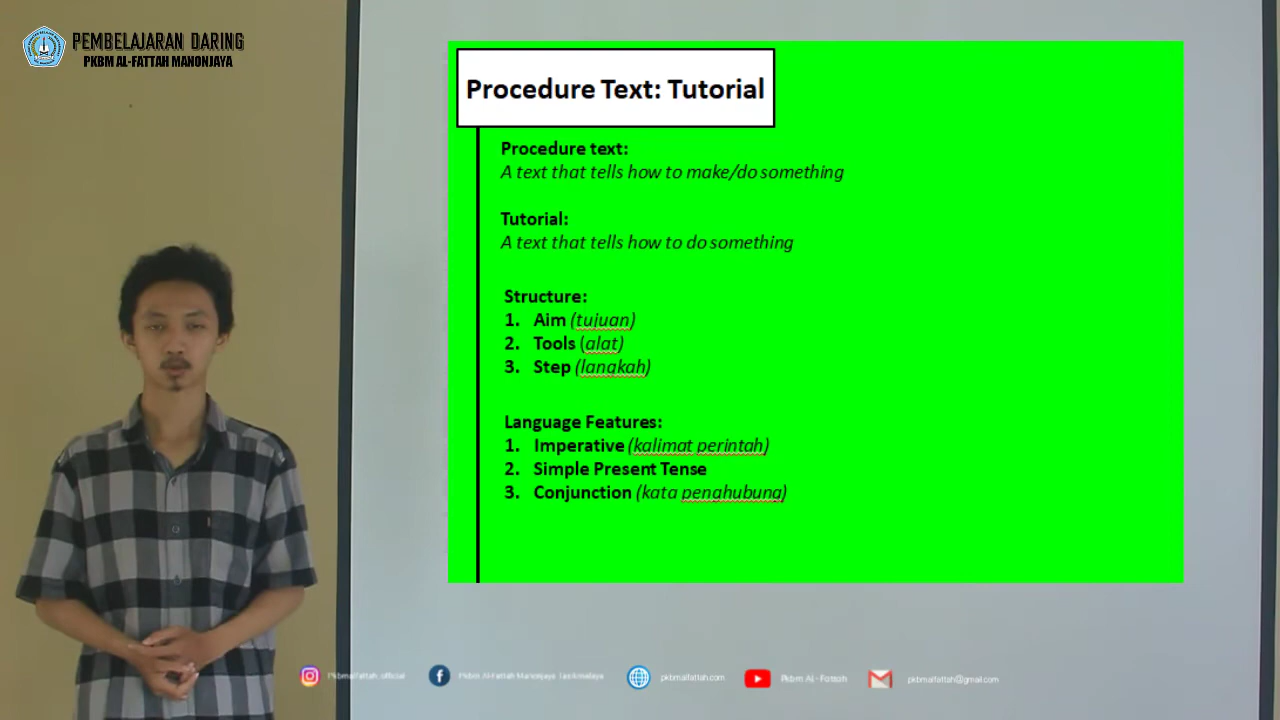 PEMBELAJARAN DARING
PKBM AL-FATTAH MANONJAYA
Procedure Text: Tutorial
Procedure text:
A text that tells how to make/do something
Tutorial:
A text that tells how to do something
Structure:
1. Aim (tujuan)
2. Tools (alat)
3. Step (langkah)
Language Features:
1. Imperative (kalimat perintah)
2. Simple Present Tense
3. Conjunction (kata penghubung)
Pkbmalfattah_official
Pkbm Al-Fattah Manonjaya Tasikmalaya
pkbmalfattah.com
Pkbm Al - Fattah
pkbmalfattah@gmail.com